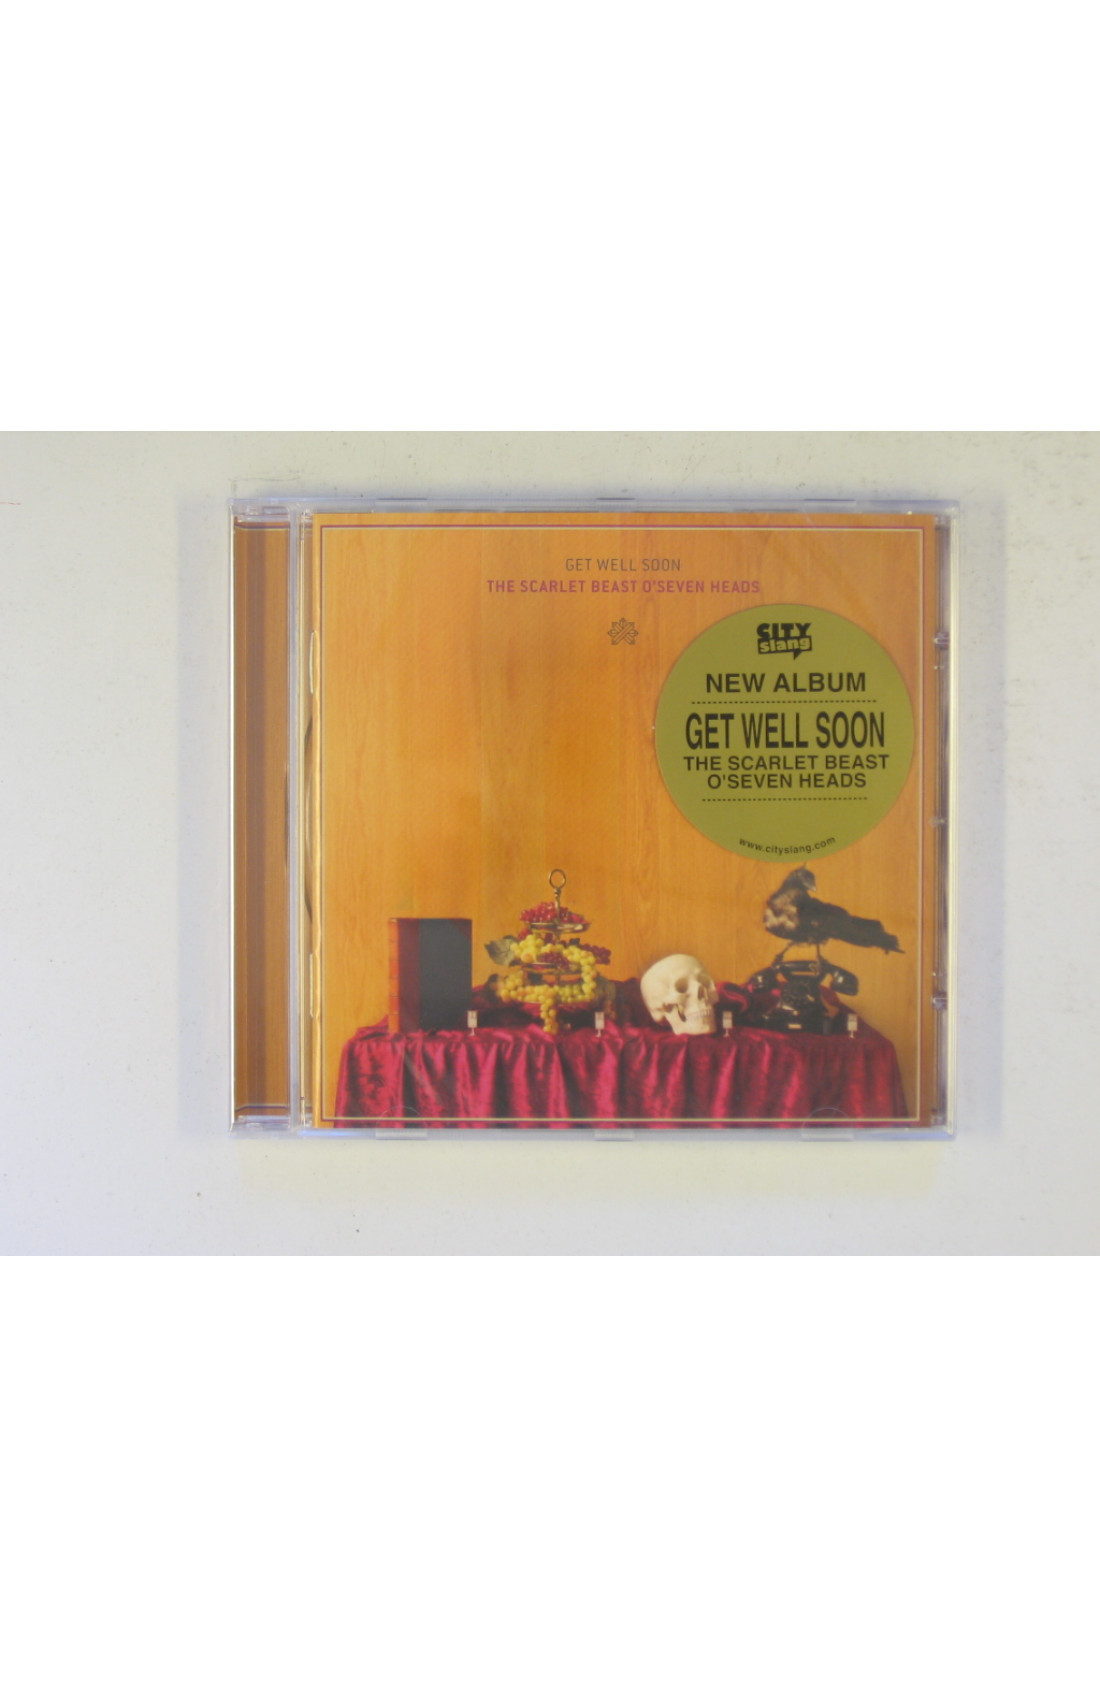 GET WELL SOON
THE SCARLET BEAST O'SEVEN HEADS
CITY
slang
NEW ALBUM
GET WELL SOON
THE SCARLET BEAST
O'SEVEN HEADS
www.cityslang.com